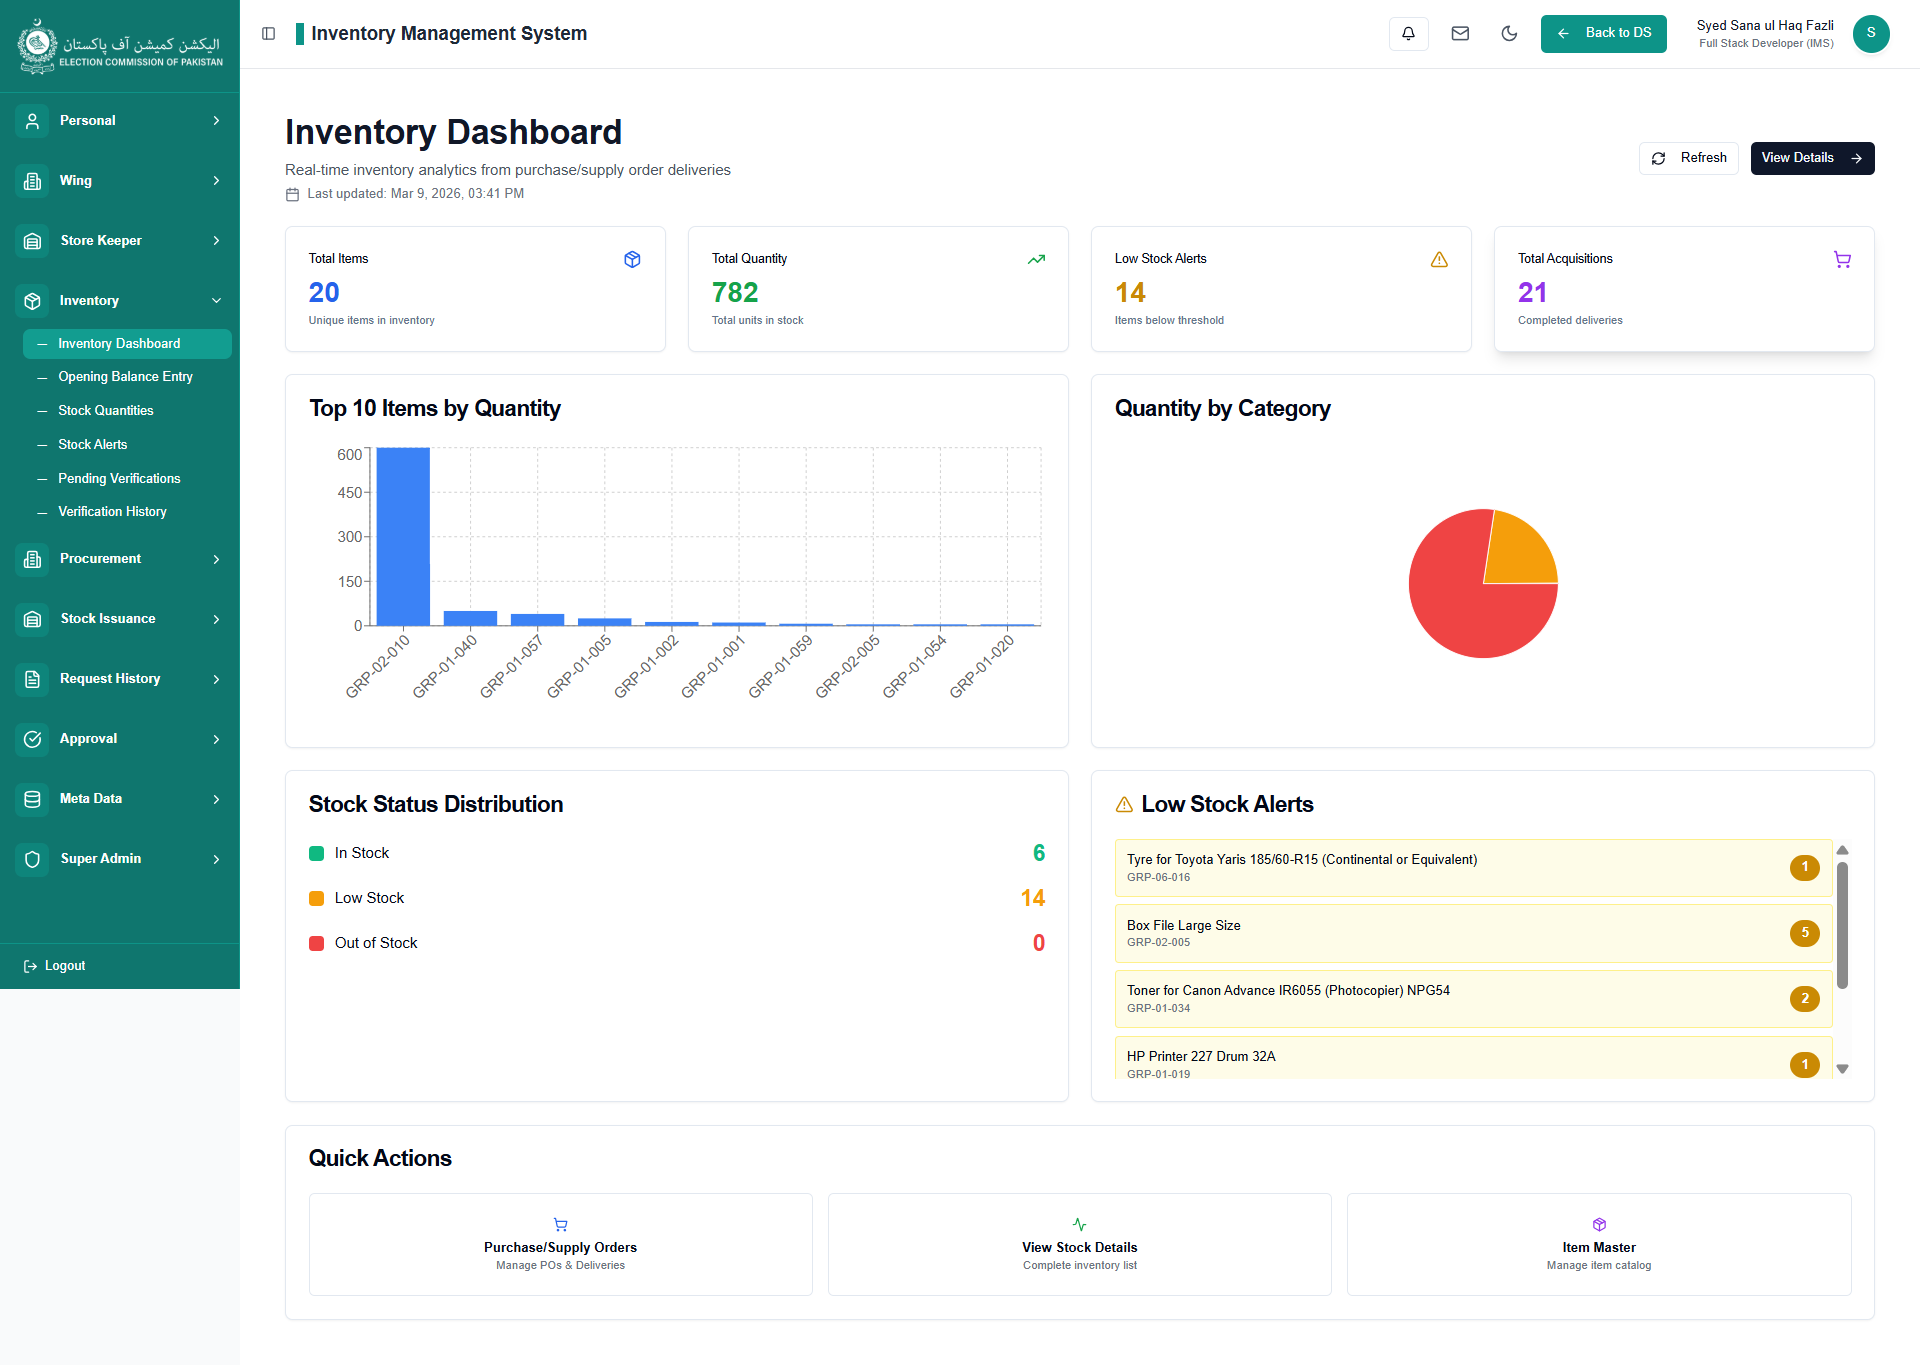 الیکشن کمیشن آف پاکستان
ELECTION COMMISSION OF PAKISTAN
Personal
Wing
Store Keeper
Inventory
Inventory Dashboard
Opening Balance Entry
Stock Quantities
Stock Alerts
Pending Verifications
Verification History
Procurement
Stock Issuance
Request History
Approval
Meta Data
Super Admin
Logout
Inventory Management System
Back to DS
Syed Sana ul Haq Fazli
Full Stack Developer (IMS)
S
Inventory Dashboard
Real-time inventory analytics from purchase/supply order deliveries
Last updated: Mar 9, 2026, 03:41 PM
Refresh
View Details
Total Items
20
Unique items in inventory
Total Quantity
782
Total units in stock
Low Stock Alerts
14
Items below threshold
Total Acquisitions
21
Completed deliveries
Top 10 Items by Quantity
600
450
300
150
0
GRP-02-010
GRP-01-040
GRP-01-057
GRP-01-005
GRP-01-002
GRP-01-001
GRP-01-059
GRP-02-005
GRP-01-054
GRP-01-020
Quantity by Category
Stock Status Distribution
In Stock 6
Low Stock 14
Out of Stock 0
Low Stock Alerts
Tyre for Toyota Yaris 185/60-R15 (Continental or Equivalent)
GRP-06-016
1
Box File Large Size
GRP-02-005
5
Toner for Canon Advance IR6055 (Photocopier) NPG54
GRP-01-034
2
HP Printer 227 Drum 32A
GRP-01-019
1
Quick Actions
Purchase/Supply Orders
Manage POs & Deliveries
View Stock Details
Complete inventory list
Item Master
Manage item catalog